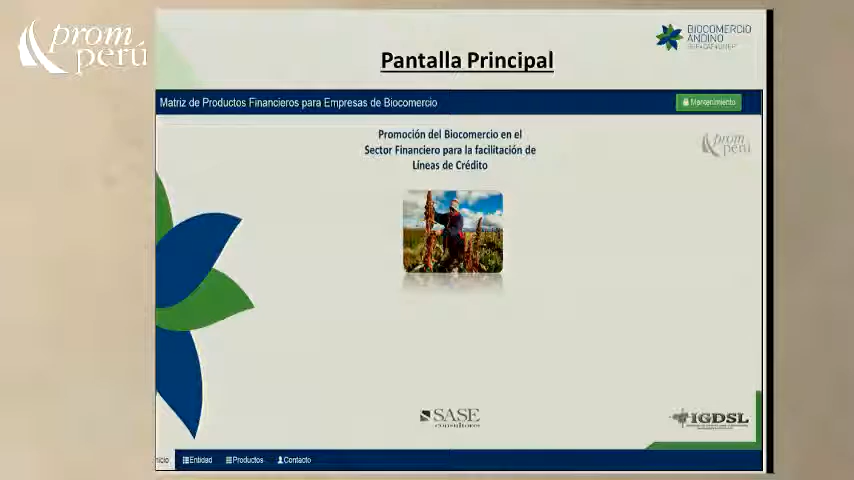 prom
perú
BIOCOMERCIO
ANDINO
Pantalla Principal
Matriz de Productos Financieros para Empresas de Biocomercio
Mantenimiento
Promoción del Biocomercio en el
Sector Financiero para la facilitación de
Líneas de Crédito
prom
perú
SASE
consultores
IGDSL
Entidad
Productos
Contacto